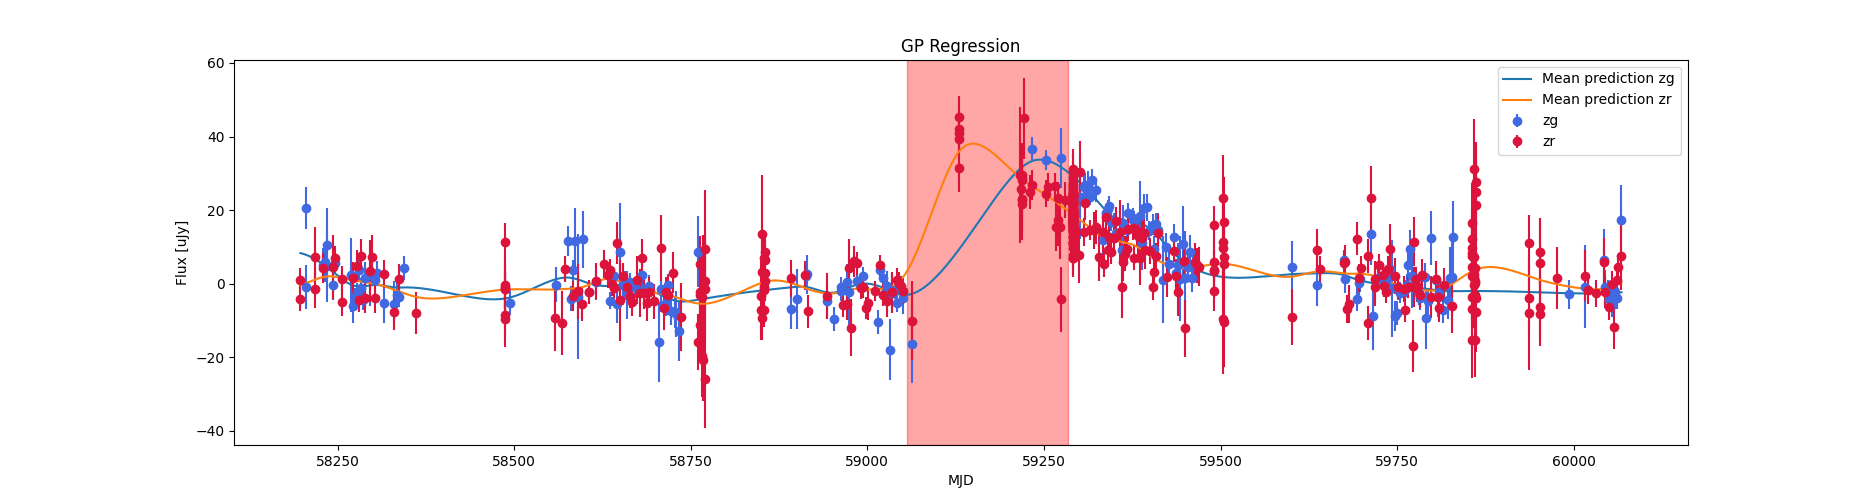 GP Regression
60
40
20
0
−20
−40
Flux [uJy]
58250
58500
58750
59000
59250
59500
59750
60000
MJD
Mean prediction zg
Mean prediction zr
zg
zr